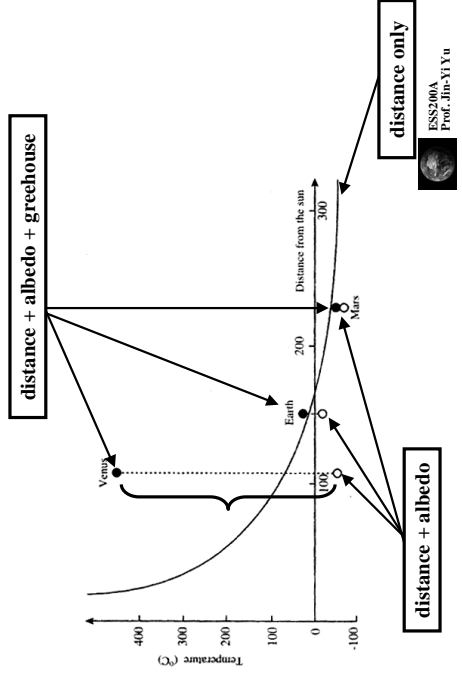 distance + albedo + greehouse
Venus
Earth
Mars
Distance from the sun
distance only
distance + albedo
Temperature (°C)
400
300
200
100
0
-100
100
200
300
ESS200A
Prof. Jin-Yi Yu